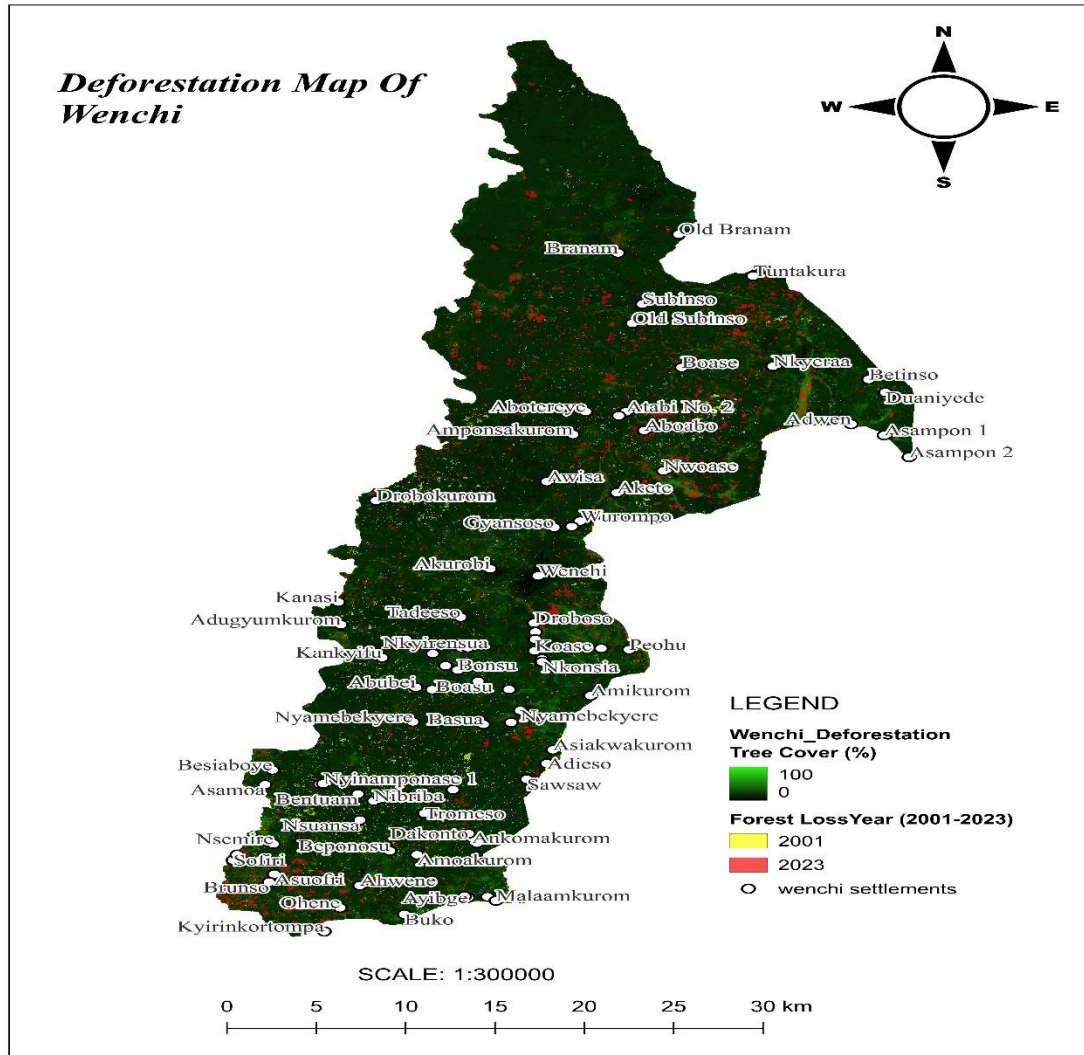 Deforestation Map Of
Wenchi
N
W
E
S
Old Branam
Branam
Tuntakura
Subinso
Old Subinso
Boase
Nkyeraa
Betinso
Duaniyede
Abotereye
Atabi No. 2
Adwen
Amponsakurom
Aboabo
Asampon 1
Asampon 2
Nwoase
Awisa
Akete
Drobokurom
Gyansoso
Wurompo
Akurobi
Wenchi
Kanasi
Tadeeso
Adugyumkurom
Droboso
Nkyirensua
Koase
Peohu
Kankyifu
Bonsu
Nkonsia
Abubei
Boasu
Amikurom
Nyamebekyere
Basua
Nyamebekyere
Asiakwakurom
Besiaboye
Adieso
Asamoa
Nyinamponase 1
Sawsaw
Bentuam
Nibriba
Nsuansa
Tromeso
Nsemire
Beponosu
Dakonto
Ankomakurom
Sofiri
Amoakurom
Brunso
Asuofri
Ahwene
Ohene
Ayibge
Malaamkurom
Kyirinkortompa
Buko
LEGEND
Wenchi_Deforestation
Tree Cover (%)
100
0
Forest LossYear (2001-2023)
2001
2023
wenchi settlements
SCALE: 1:300000
0 5 10 15 20 30 km